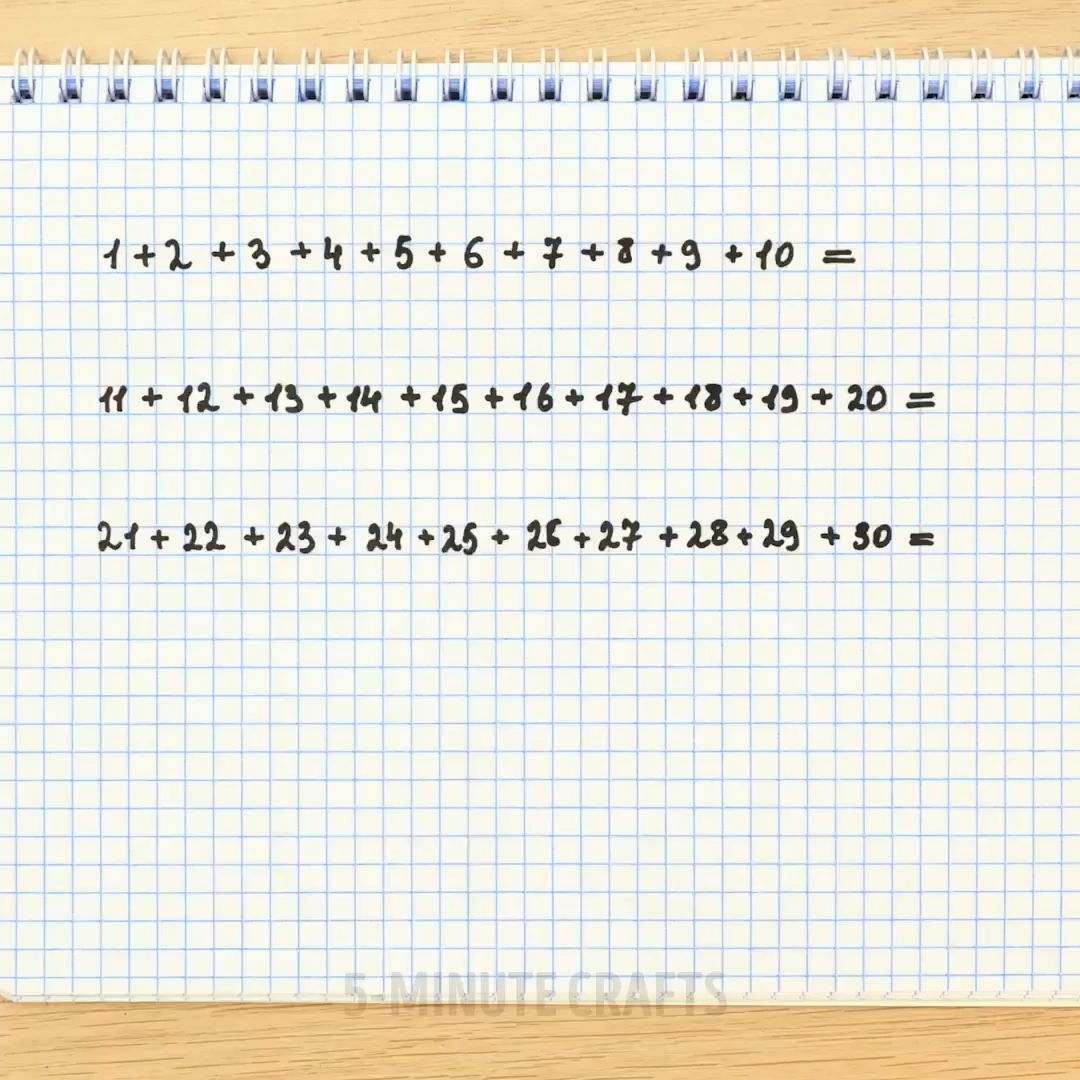 1 + 2 + 3 + 4 + 5 + 6 + 7 + 8 + 9 + 10 =
11 + 12 + 13 + 14 + 15 + 16 + 17 + 18 + 19 + 20 =
21 + 22 + 23 + 24 + 25 + 26 + 27 + 28 + 29 + 30 =
5-MINUTE CRAFTS